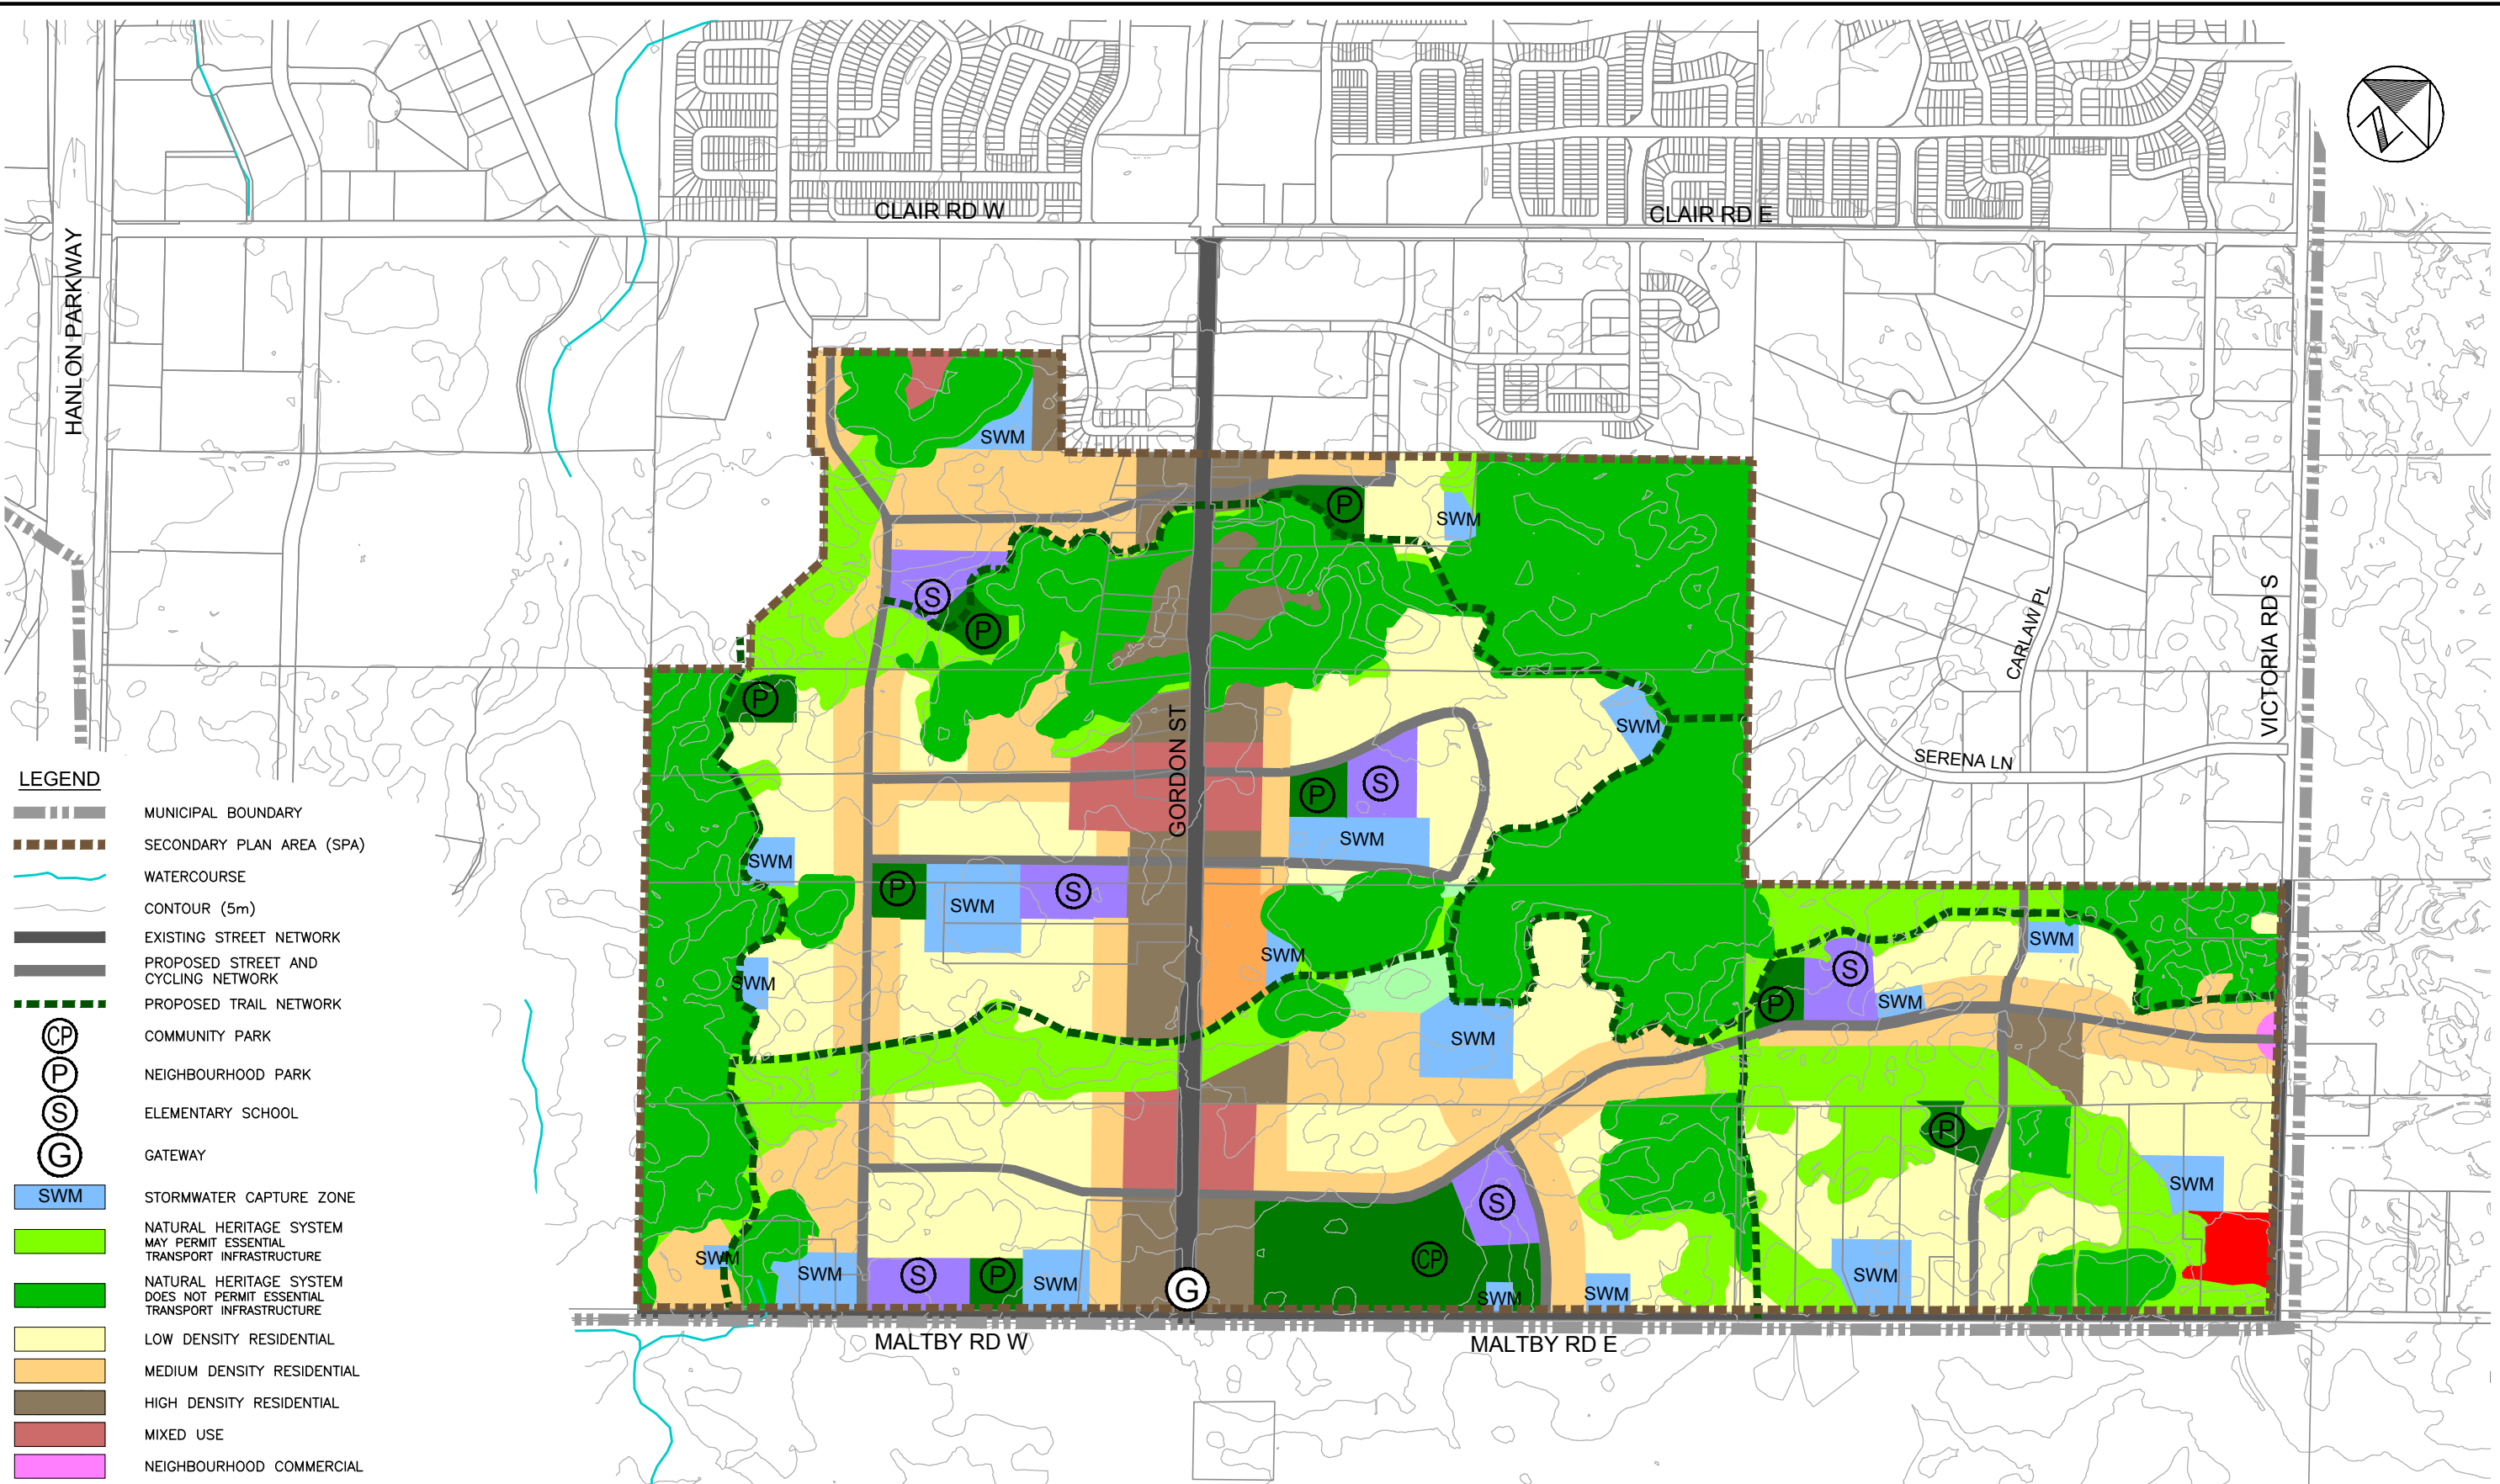 CLAIR RD W
CLAIR RD E
HANLON PARKWAY
N
SWM
P
SWM
S
P
CARLAW PL
VICTORIA RD S
P
GORDON ST
SWM
SERENA LN
P
S
SWM
SWM
P
SWM
S
SWM
SWM
S
SWM
SWM
P
SWM
SWM
P
SWM
S
CP
SWM
SWM
S
P
SWM
G
SWM
SWM
SWM
MALTBY RD W
MALTBY RD E
LEGEND
MUNICIPAL BOUNDARY
SECONDARY PLAN AREA (SPA)
WATERCOURSE
CONTOUR (5m)
EXISTING STREET NETWORK
PROPOSED STREET AND
CYCLING NETWORK
PROPOSED TRAIL NETWORK
CP COMMUNITY PARK
P NEIGHBOURHOOD PARK
S ELEMENTARY SCHOOL
G GATEWAY
SWM STORMWATER CAPTURE ZONE
NATURAL HERITAGE SYSTEM
MAY PERMIT ESSENTIAL
TRANSPORT INFRASTRUCTURE
NATURAL HERITAGE SYSTEM
DOES NOT PERMIT ESSENTIAL
TRANSPORT INFRASTRUCTURE
LOW DENSITY RESIDENTIAL
MEDIUM DENSITY RESIDENTIAL
HIGH DENSITY RESIDENTIAL
MIXED USE
NEIGHBOURHOOD COMMERCIAL